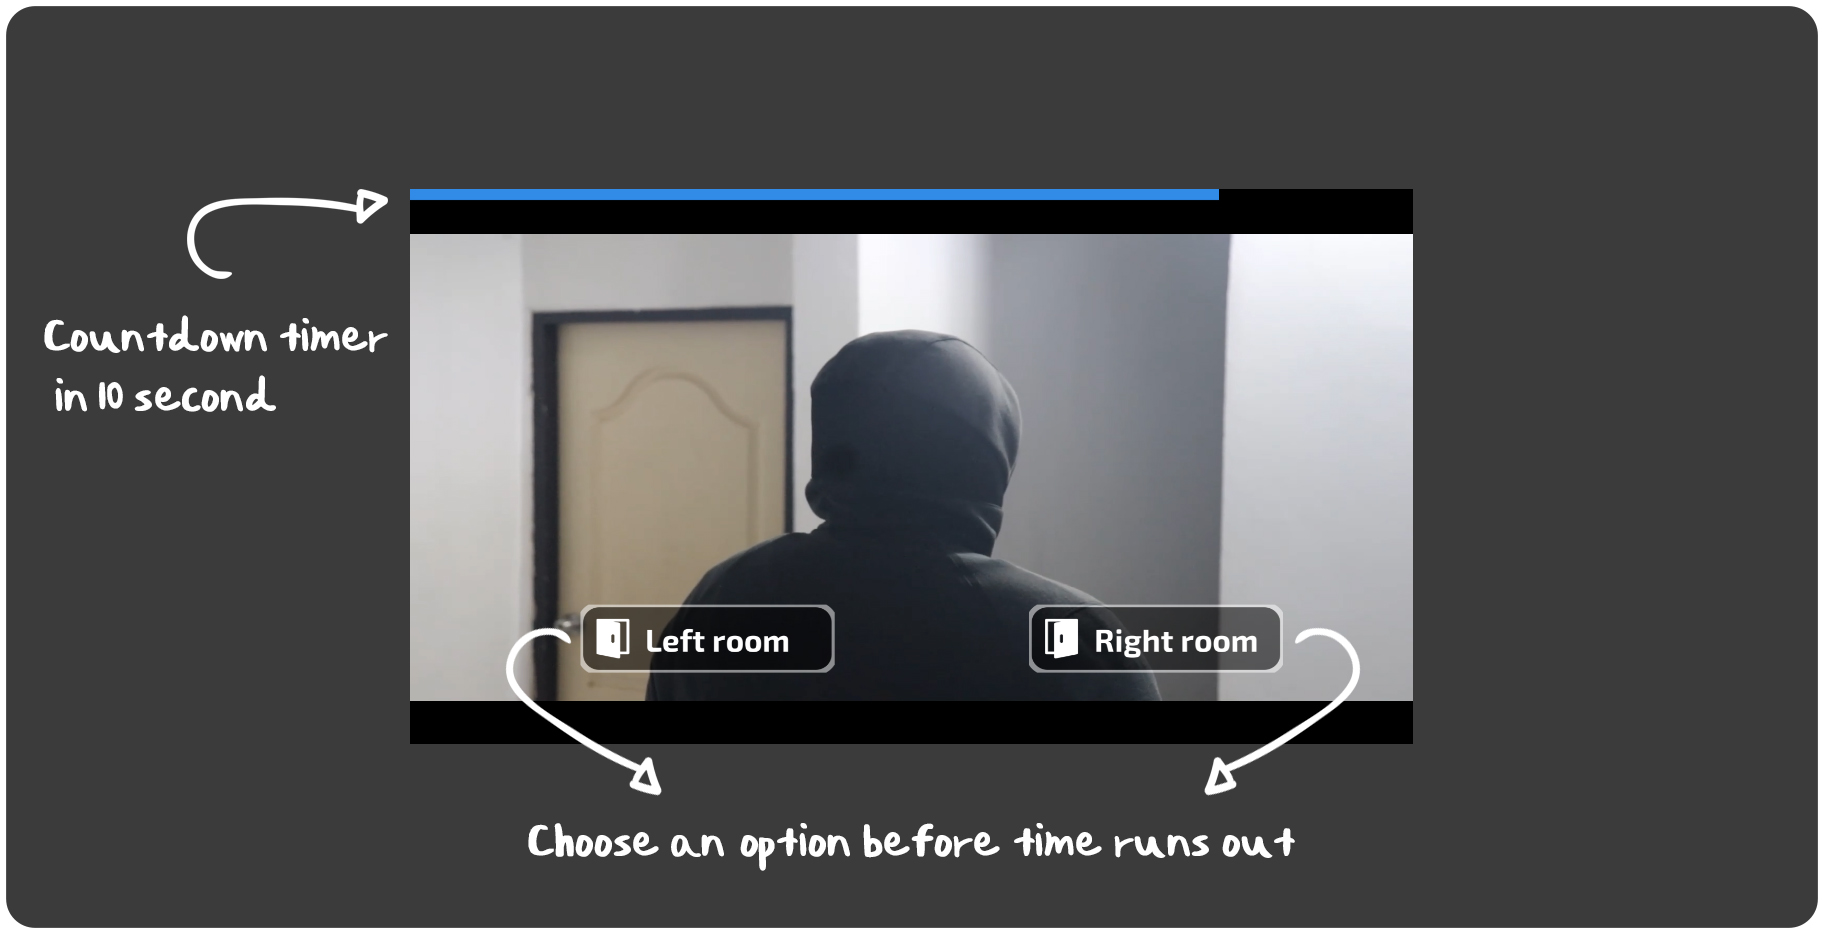 Countdown timer
in 10 second
Left room
Right room
Choose an option before time runs out